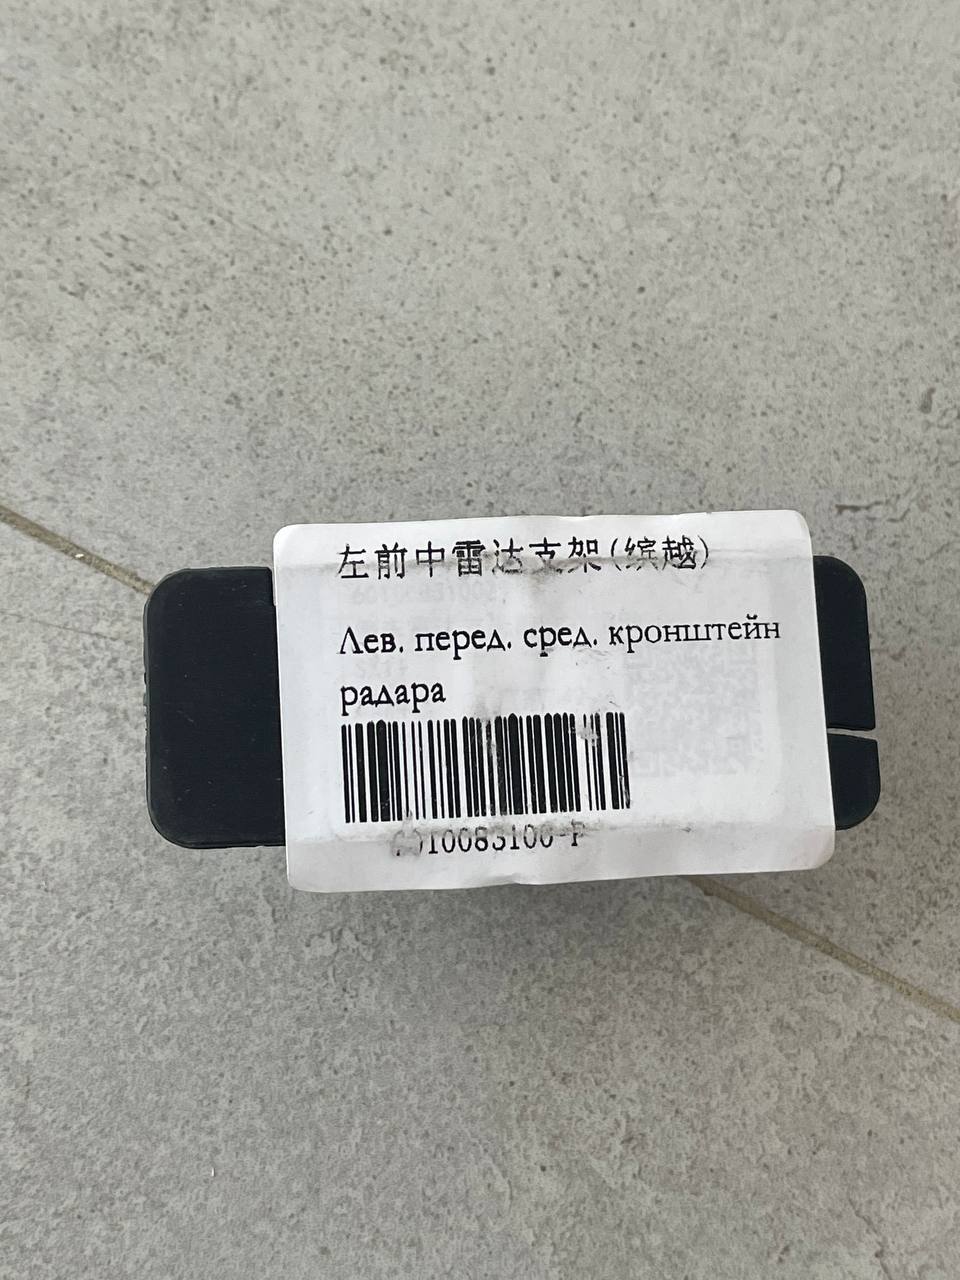 左前中雷达支架(缤越)
Лев. перед. сред. кронштейн
радара